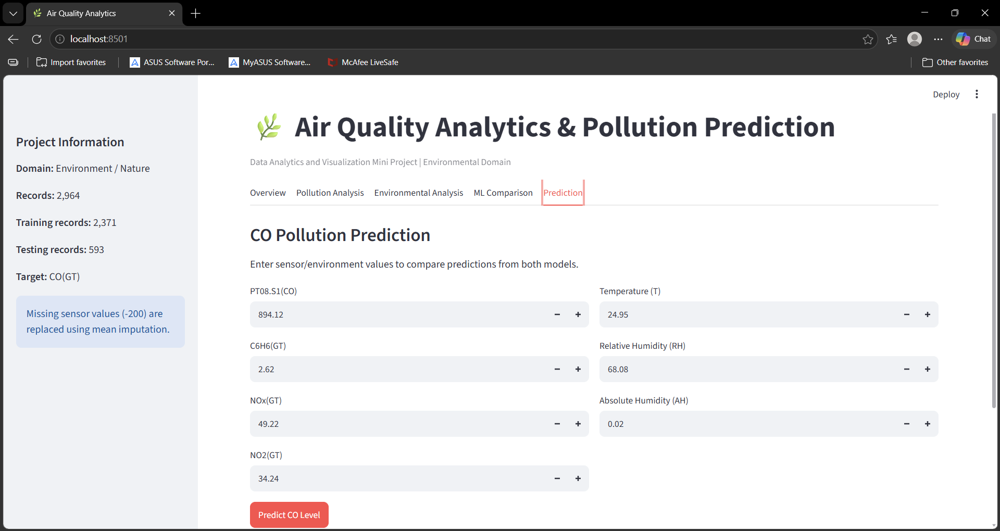 Air Quality Analytics
localhost:8501
Chat
Import favorites
ASUS Software Por...
MyASUS Software...
McAfee LiveSafe
Other favorites
Deploy
Project Information
Domain: Environment / Nature
Records: 2,964
Training records: 2,371
Testing records: 593
Target: CO(GT)
Missing sensor values (-200) are
replaced using mean imputation.
Air Quality Analytics & Pollution Prediction
Data Analytics and Visualization Mini Project | Environmental Domain
Overview Pollution Analysis Environmental Analysis ML Comparison Prediction
CO Pollution Prediction
Enter sensor/environment values to compare predictions from both models.
PT08.S1(CO)
894.12
C6H6(GT)
2.62
NOx(GT)
49.22
NO2(GT)
34.24
Temperature (T)
24.95
Relative Humidity (RH)
68.08
Absolute Humidity (AH)
0.02
Predict CO Level